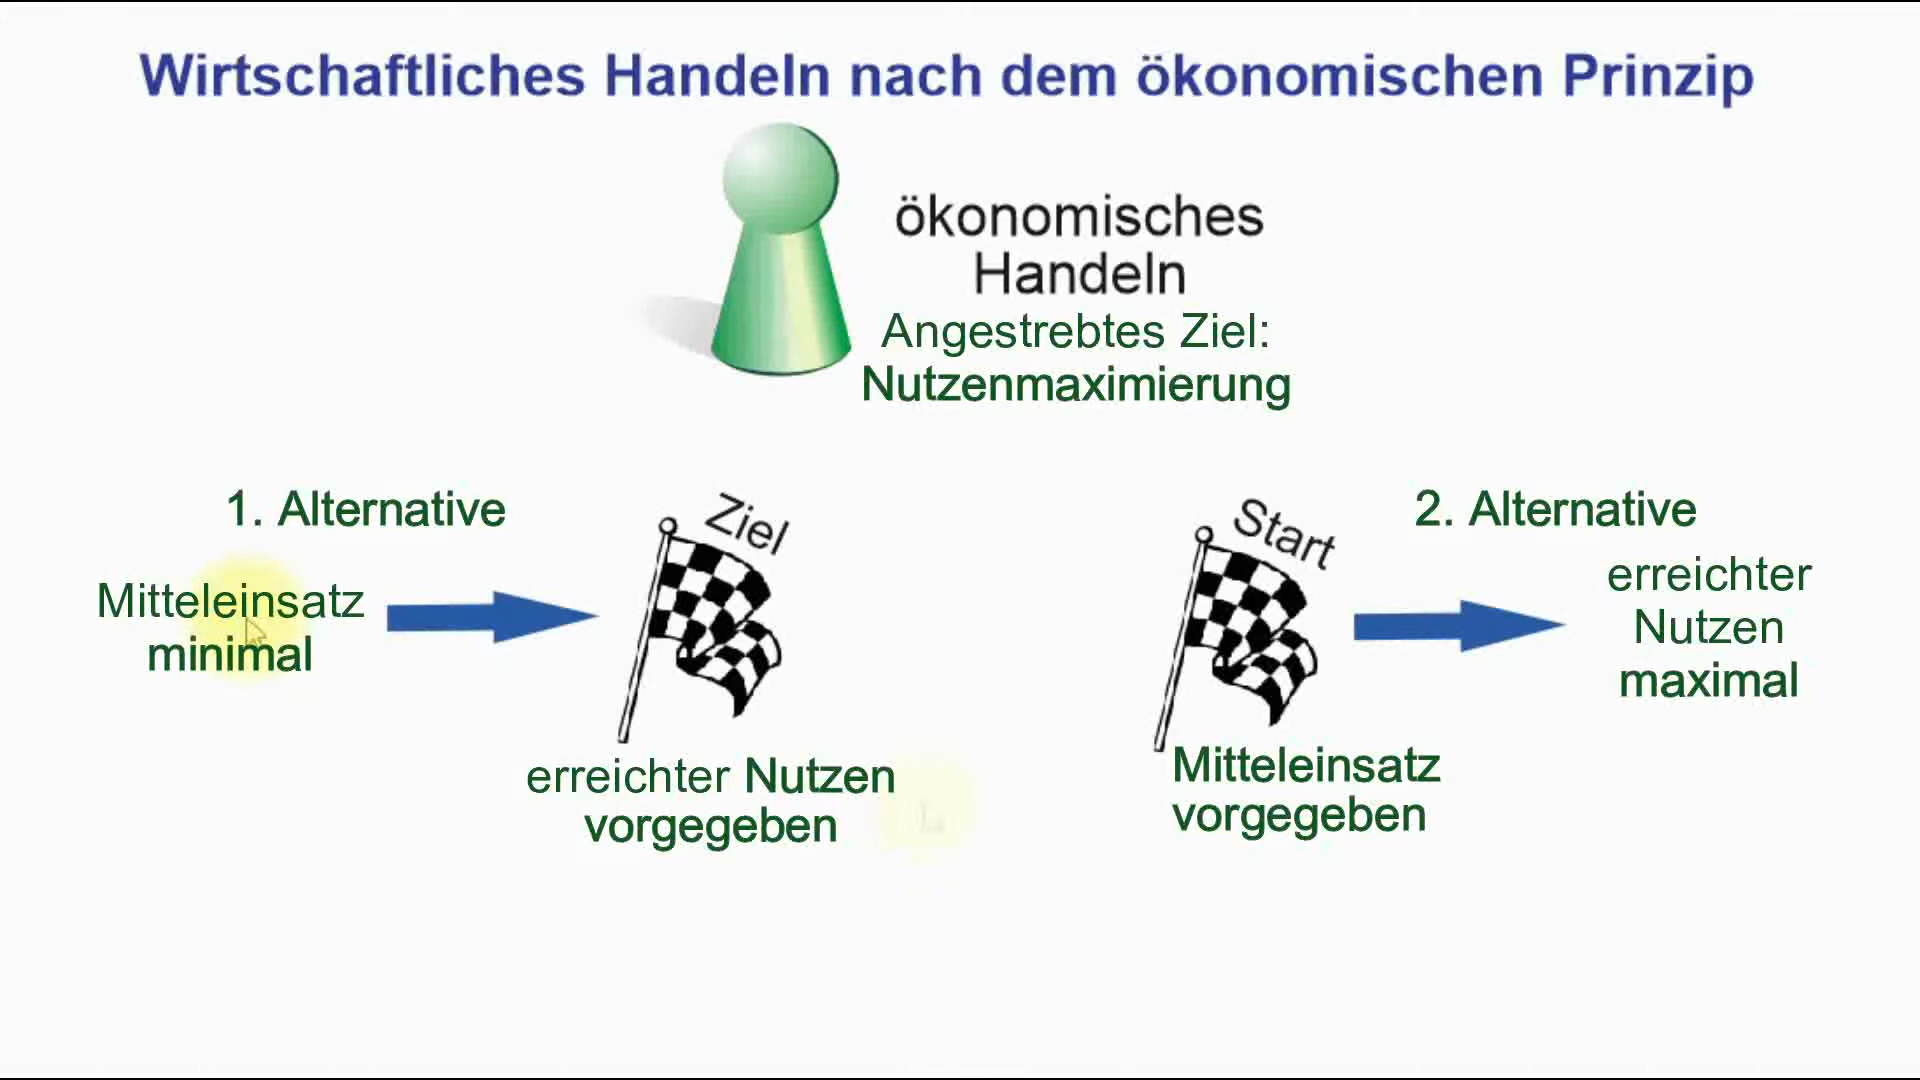 Wirtschaftliches Handeln nach dem ökonomischen Prinzip
ökonomisches
Handeln
Angestrebtes Ziel:
Nutzenmaximierung
1. Alternative
Mitteleinsatz
minimal
Ziel
erreichter Nutzen
vorgegeben
Start
Mitteleinsatz
vorgegeben
2. Alternative
erreichter
Nutzen
maximal